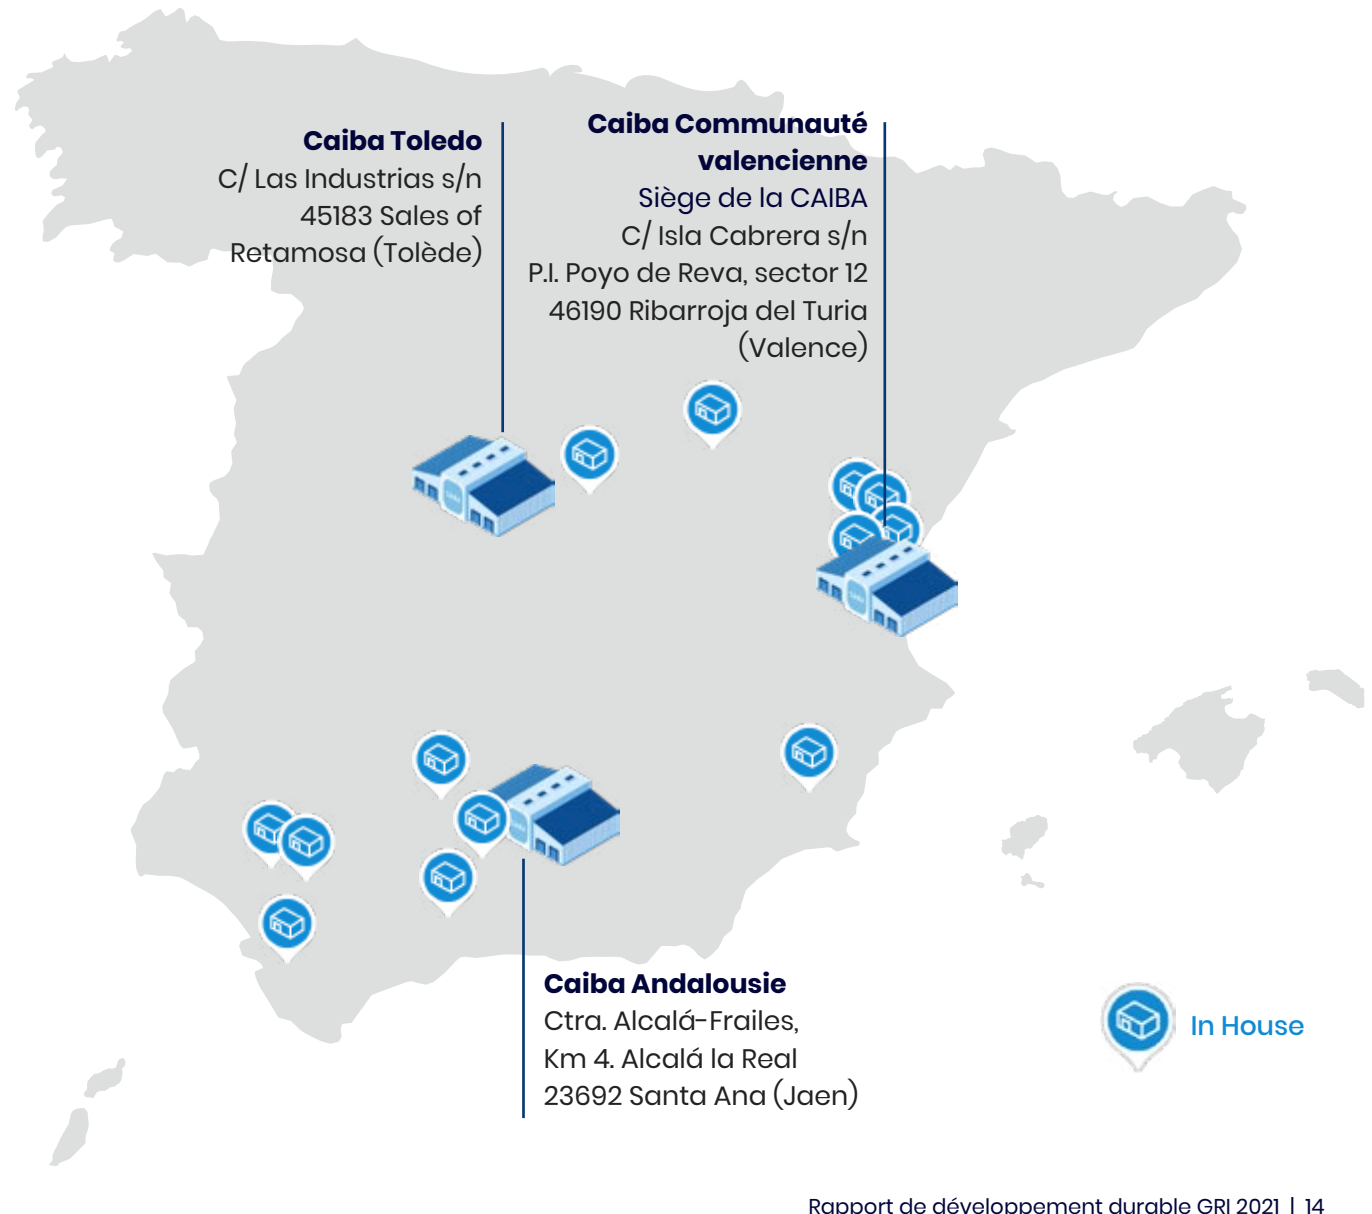 Caiba Toledo
C/ Las Industrias s/n
45183 Sales of
Retamosa (Tolède)
Caiba Communauté
valencienne
Siège de la CAIBA
C/ Isla Cabrera s/n
P.I. Poyo de Reva, sector 12
46190 Ribarroja del Turia
(Valence)
Caiba Andalousie
Ctra. Alcalá-Frailes,
Km 4. Alcalá la Real
23692 Santa Ana (Jaen)
In House
Rapport de développement durable GRI 2021 | 14